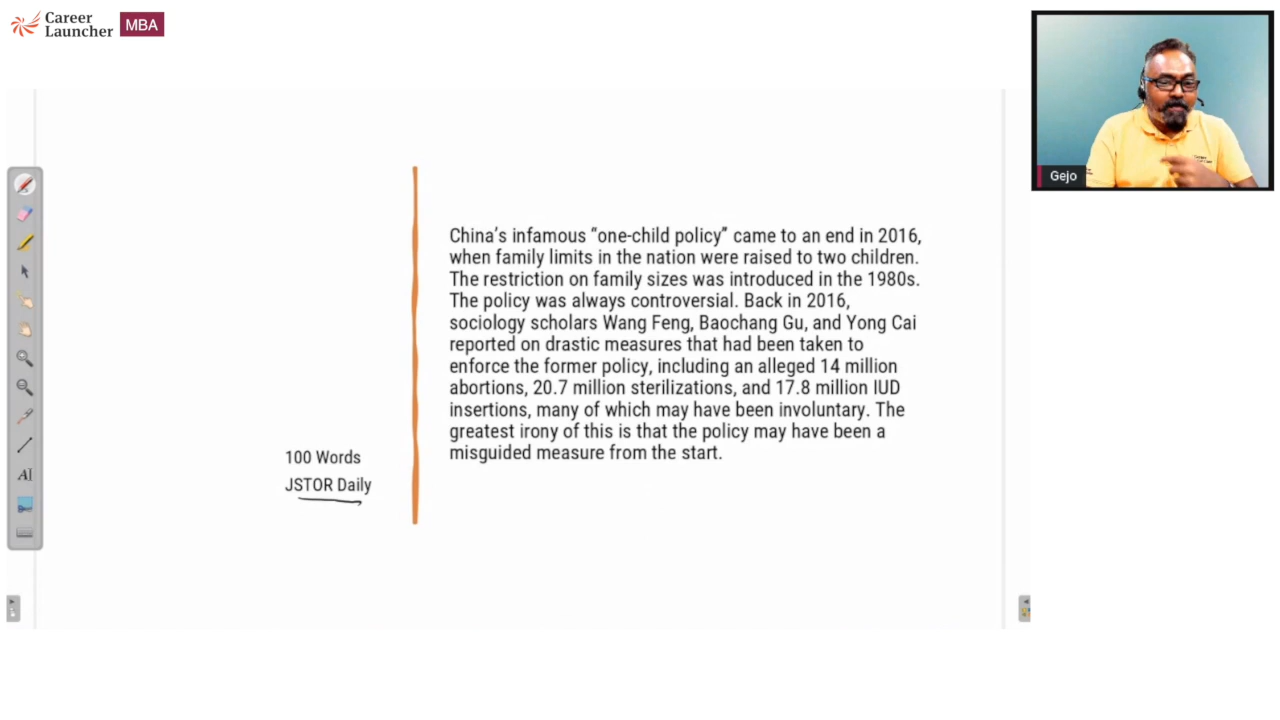 Career
Launcher
MBA
Gejo
China's infamous “one-child policy” came to an end in 2016,
when family limits in the nation were raised to two children.
The restriction on family sizes was introduced in the 1980s.
The policy was always controversial. Back in 2016,
sociology scholars Wang Feng, Baochang Gu, and Yong Cai
reported on drastic measures that had been taken to
enforce the former policy, including an alleged 14 million
abortions, 20.7 million sterilizations, and 17.8 million IUD
insertions, many of which may have been involuntary. The
greatest irony of this is that the policy may have been a
misguided measure from the start.
100 Words
JSTOR Daily
AI